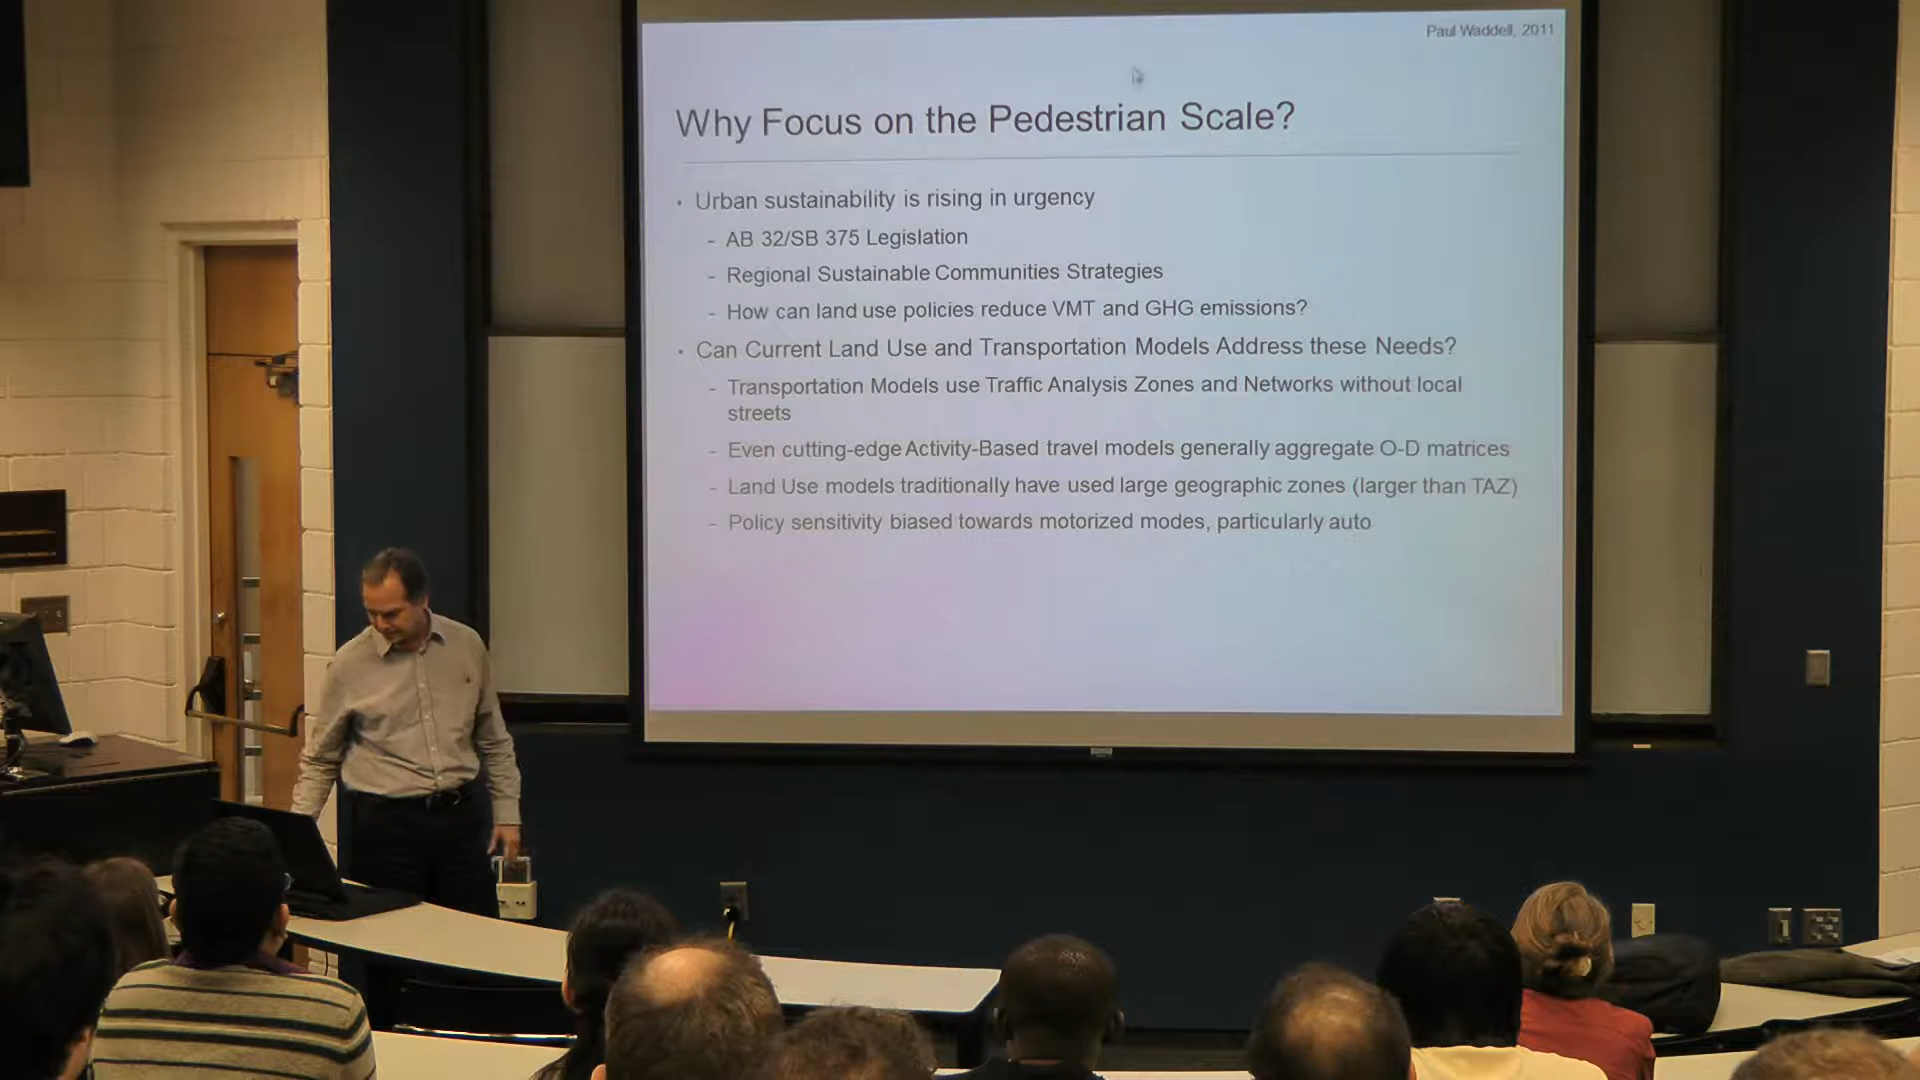 Paul Waddell, 2011
Why Focus on the Pedestrian Scale?
• Urban sustainability is rising in urgency
- AB 32/SB 375 Legislation
- Regional Sustainable Communities Strategies
- How can land use policies reduce VMT and GHG emissions?
• Can Current Land Use and Transportation Models Address these Needs?
- Transportation Models use Traffic Analysis Zones and Networks without local
streets
- Even cutting-edge Activity-Based travel models generally aggregate O-D matrices
- Land Use models traditionally have used large geographic zones (larger than TAZ)
- Policy sensitivity biased towards motorized modes, particularly auto